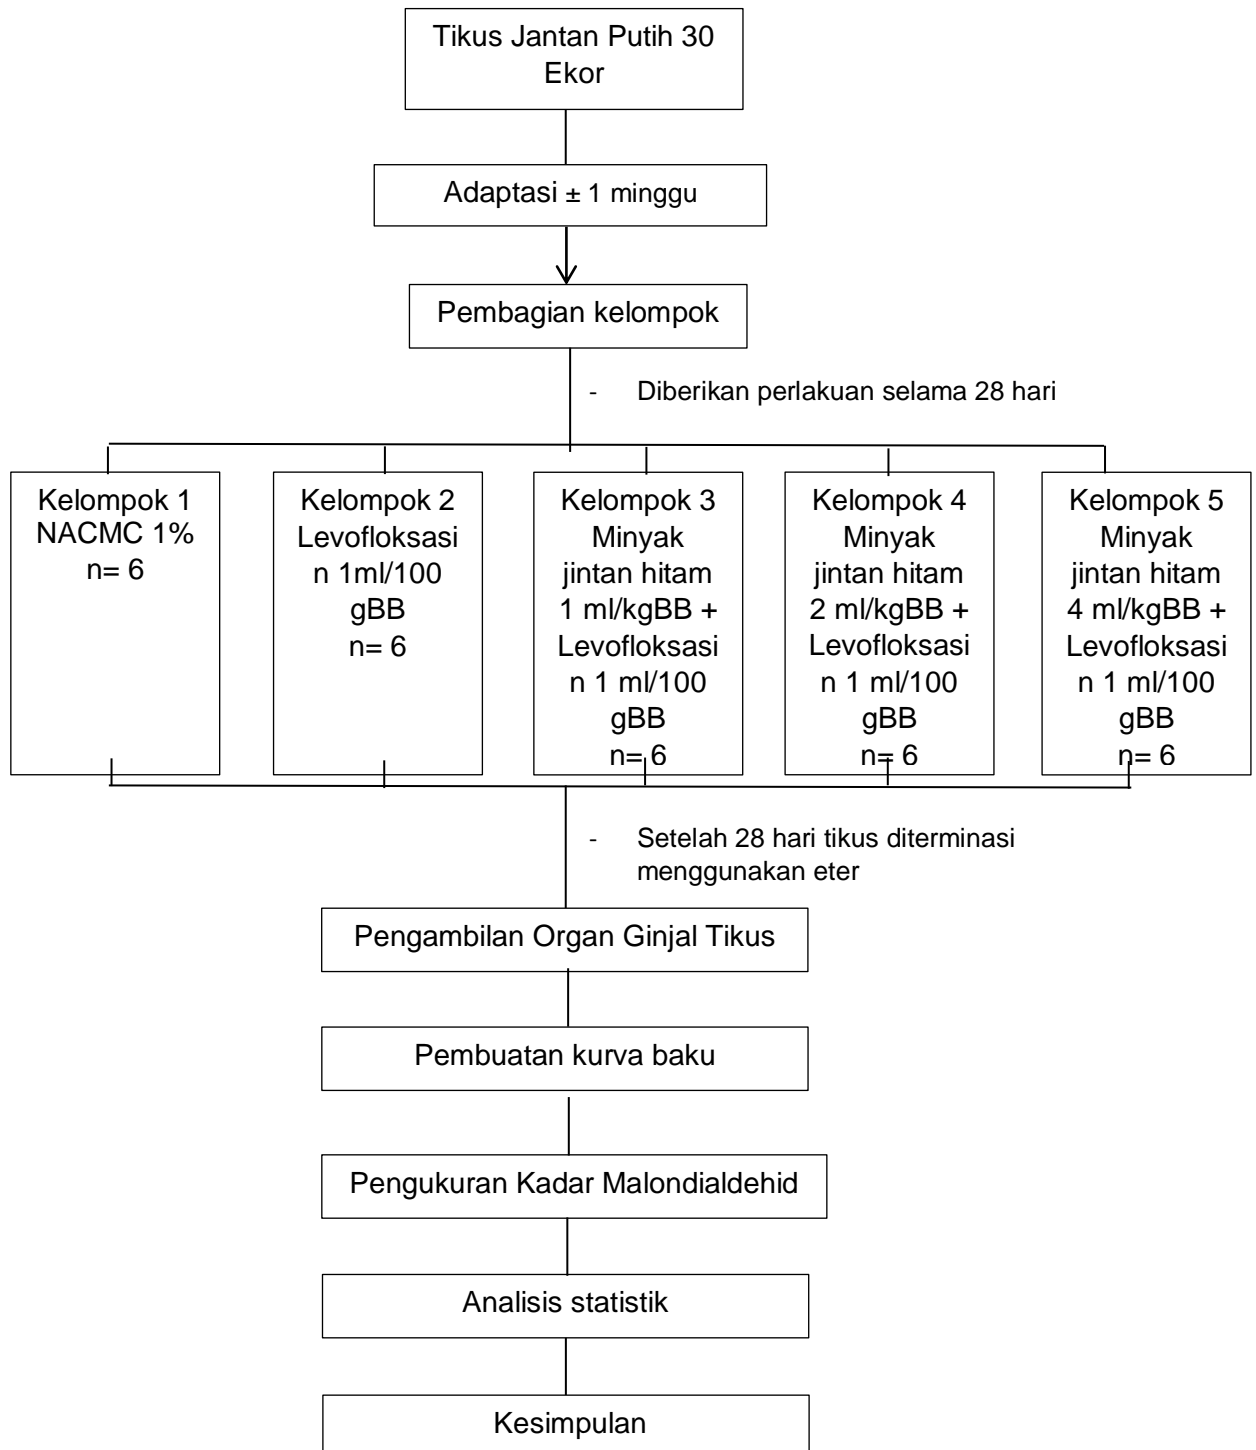 Tikus Jantan Putih 30
Ekor
Adaptasi ± 1 minggu
Pembagian kelompok
- Diberikan perlakuan selama 28 hari
Kelompok 1
NACMC 1%
n= 6
Kelompok 2
Levofloksasi
n 1ml/100
gBB
n= 6
Kelompok 3
Minyak
jintan hitam
1 ml/kgBB +
Levofloksasi
n 1 ml/100
gBB
n= 6
Kelompok 4
Minyak
jintan hitam
2 ml/kgBB +
Levofloksasi
n 1 ml/100
gBB
n= 6
Kelompok 5
Minyak
jintan hitam
4 ml/kgBB +
Levofloksasi
n 1 ml/100
gBB
n= 6
- Setelah 28 hari tikus diterminasi
menggunakan eter
Pengambilan Organ Ginjal Tikus
Pembuatan kurva baku
Pengukuran Kadar Malondialdehid
Analisis statistik
Kesimpulan